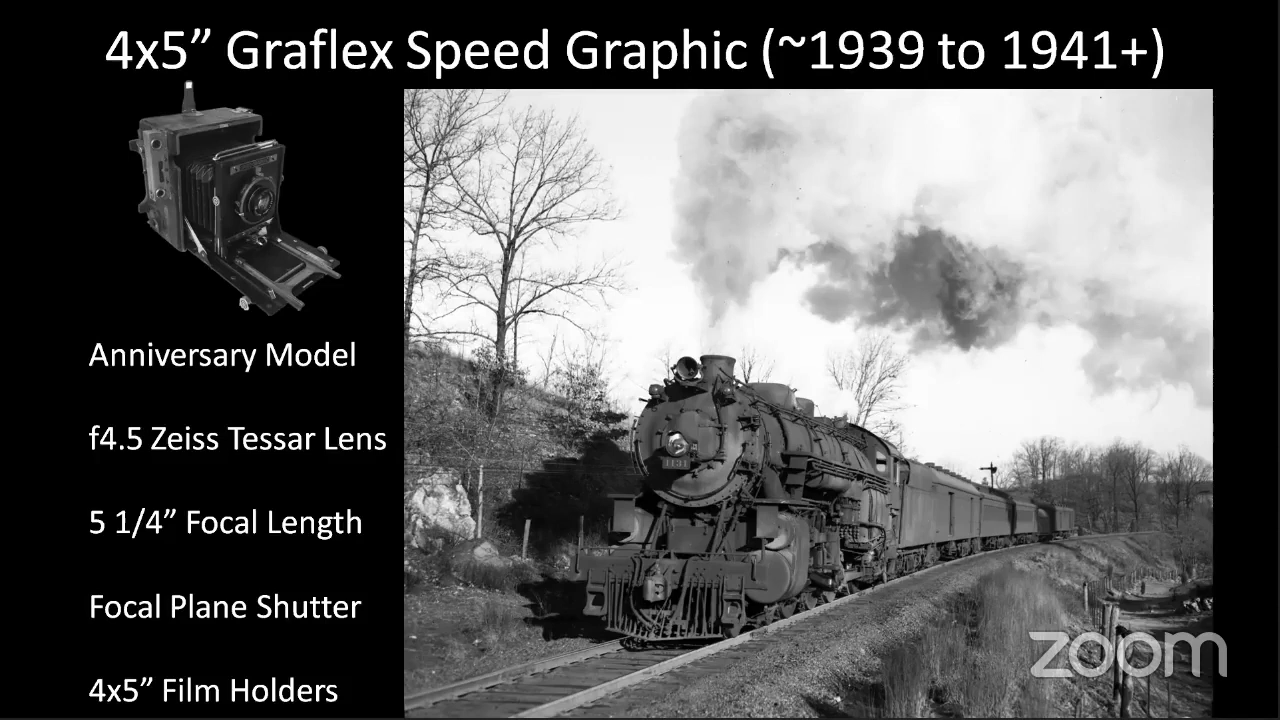 4x5” Graflex Speed Graphic (~1939 to 1941+)
Anniversary Model
f4.5 Zeiss Tessar Lens
5 1/4” Focal Length
Focal Plane Shutter
4x5” Film Holders
1131
zoom